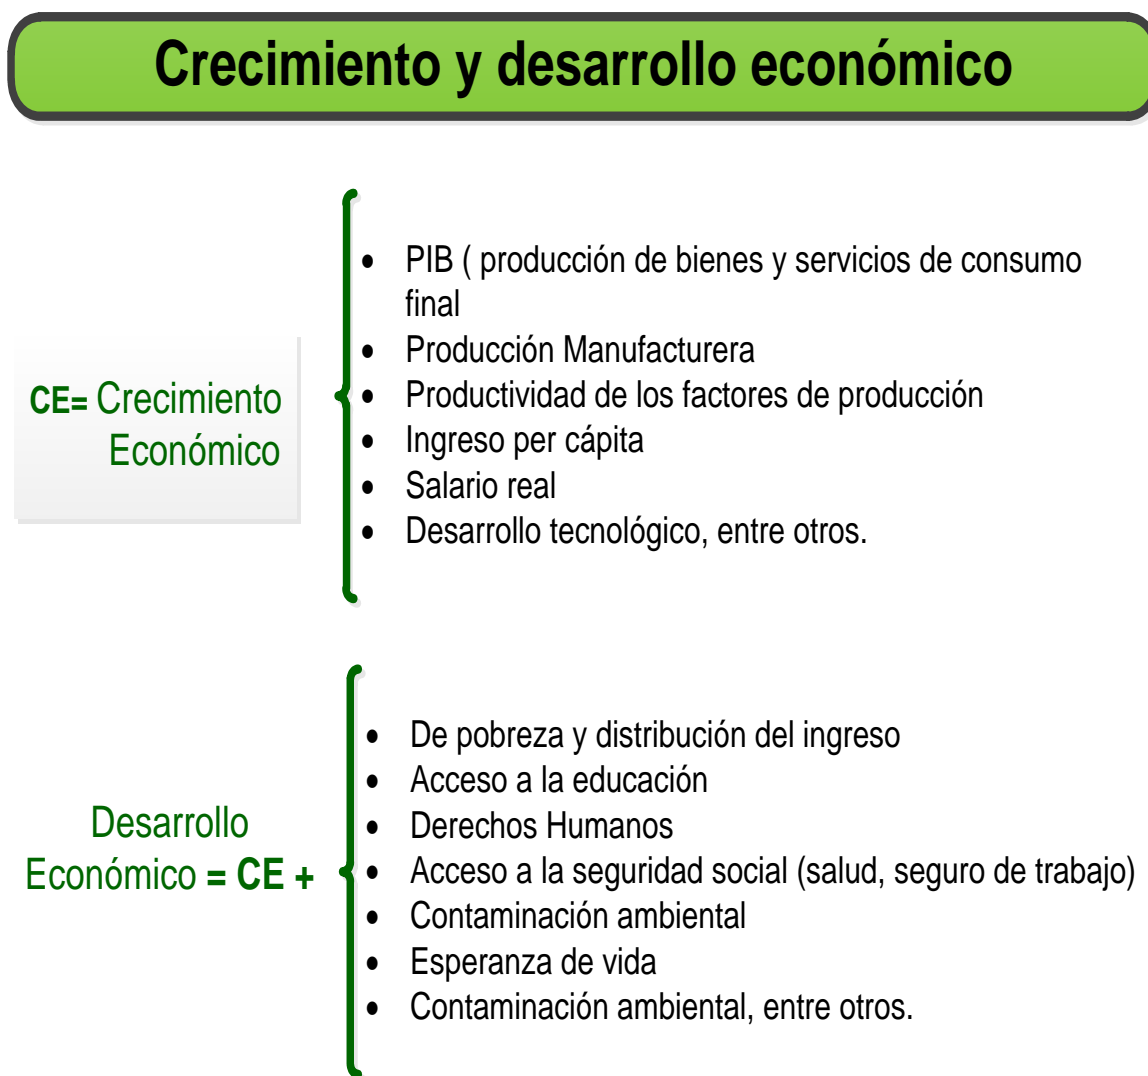 Crecimiento y desarrollo económico
• PIB ( producción de bienes y servicios de consumo
final
• Producción Manufacturera
• Productividad de los factores de producción
• Ingreso per cápita
• Salario real
• Desarrollo tecnológico, entre otros.
CE= Crecimiento
Económico
• De pobreza y distribución del ingreso
• Acceso a la educación
• Derechos Humanos
• Acceso a la seguridad social (salud, seguro de trabajo)
• Contaminación ambiental
• Esperanza de vida
• Contaminación ambiental, entre otros.
Desarrollo
Económico = CE +